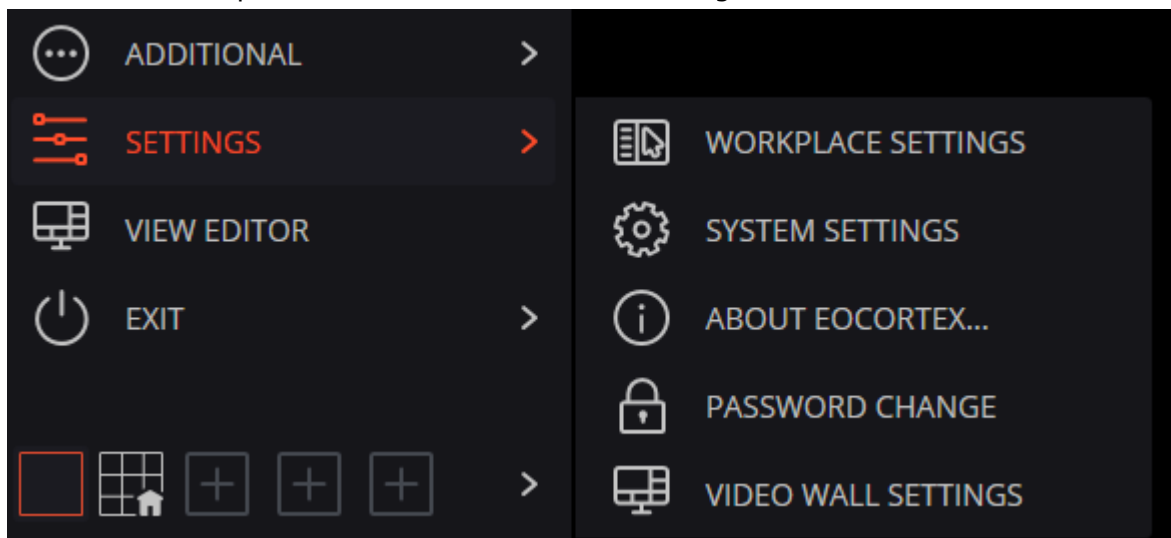 ADDITIONAL
SETTINGS
VIEW EDITOR
EXIT
WORKPLACE SETTINGS
SYSTEM SETTINGS
ABOUT EOCORTEX...
PASSWORD CHANGE
VIDEO WALL SETTINGS